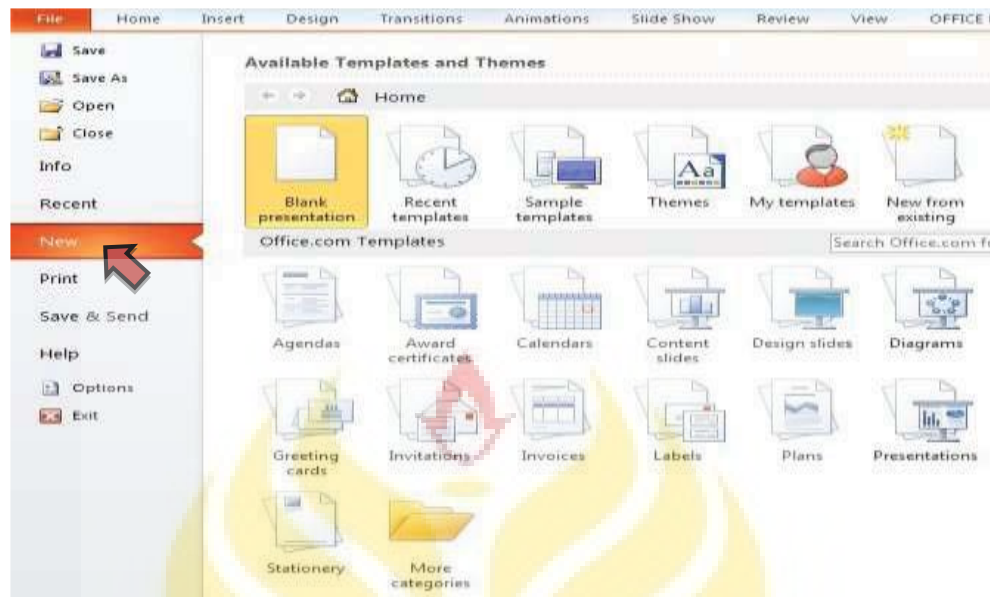 File Home Insert Design Transitions Animations Slide Show Review View OFFICE
Save
Save As
Open
Close
Info
Recent
New
Print
Save & Send
Help
Options
Exit
Available Templates and Themes
Home
Blank presentation
Recent templates
Sample templates
Themes
My templates
New from existing
Office.com Templates
Search Office.com
Agendas
Award certificates
Calendars
Content slides
Design slides
Diagrams
Greeting cards
Invitations
Invoices
Labels
Plans
Presentations
Stationery
More categories